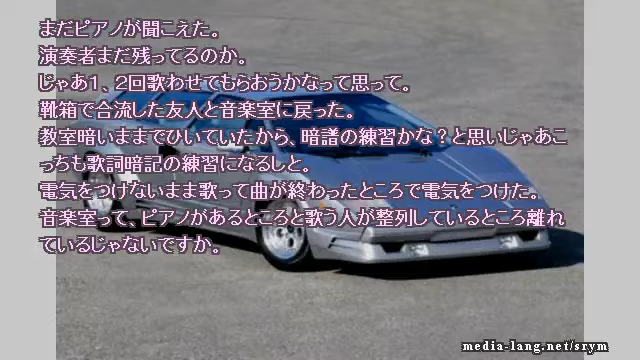 まだピアノが聞こえた。
演奏者まだ残ってるのか。
じゃあ１、２回歌わせてもらおうかなって思って。
靴箱で合流した友人と音楽室に戻った。
教室暗いままでひいていたから、暗譜の練習かな？と思いじゃあこ
っちも歌詞暗記の練習になるしと。
電気をつけないまま歌って曲が終わったところで電気をつけた。
音楽室って、ピアノがあるところと歌う人が整列しているところ離れ
ているじゃないですか。
media-lang.net/srym